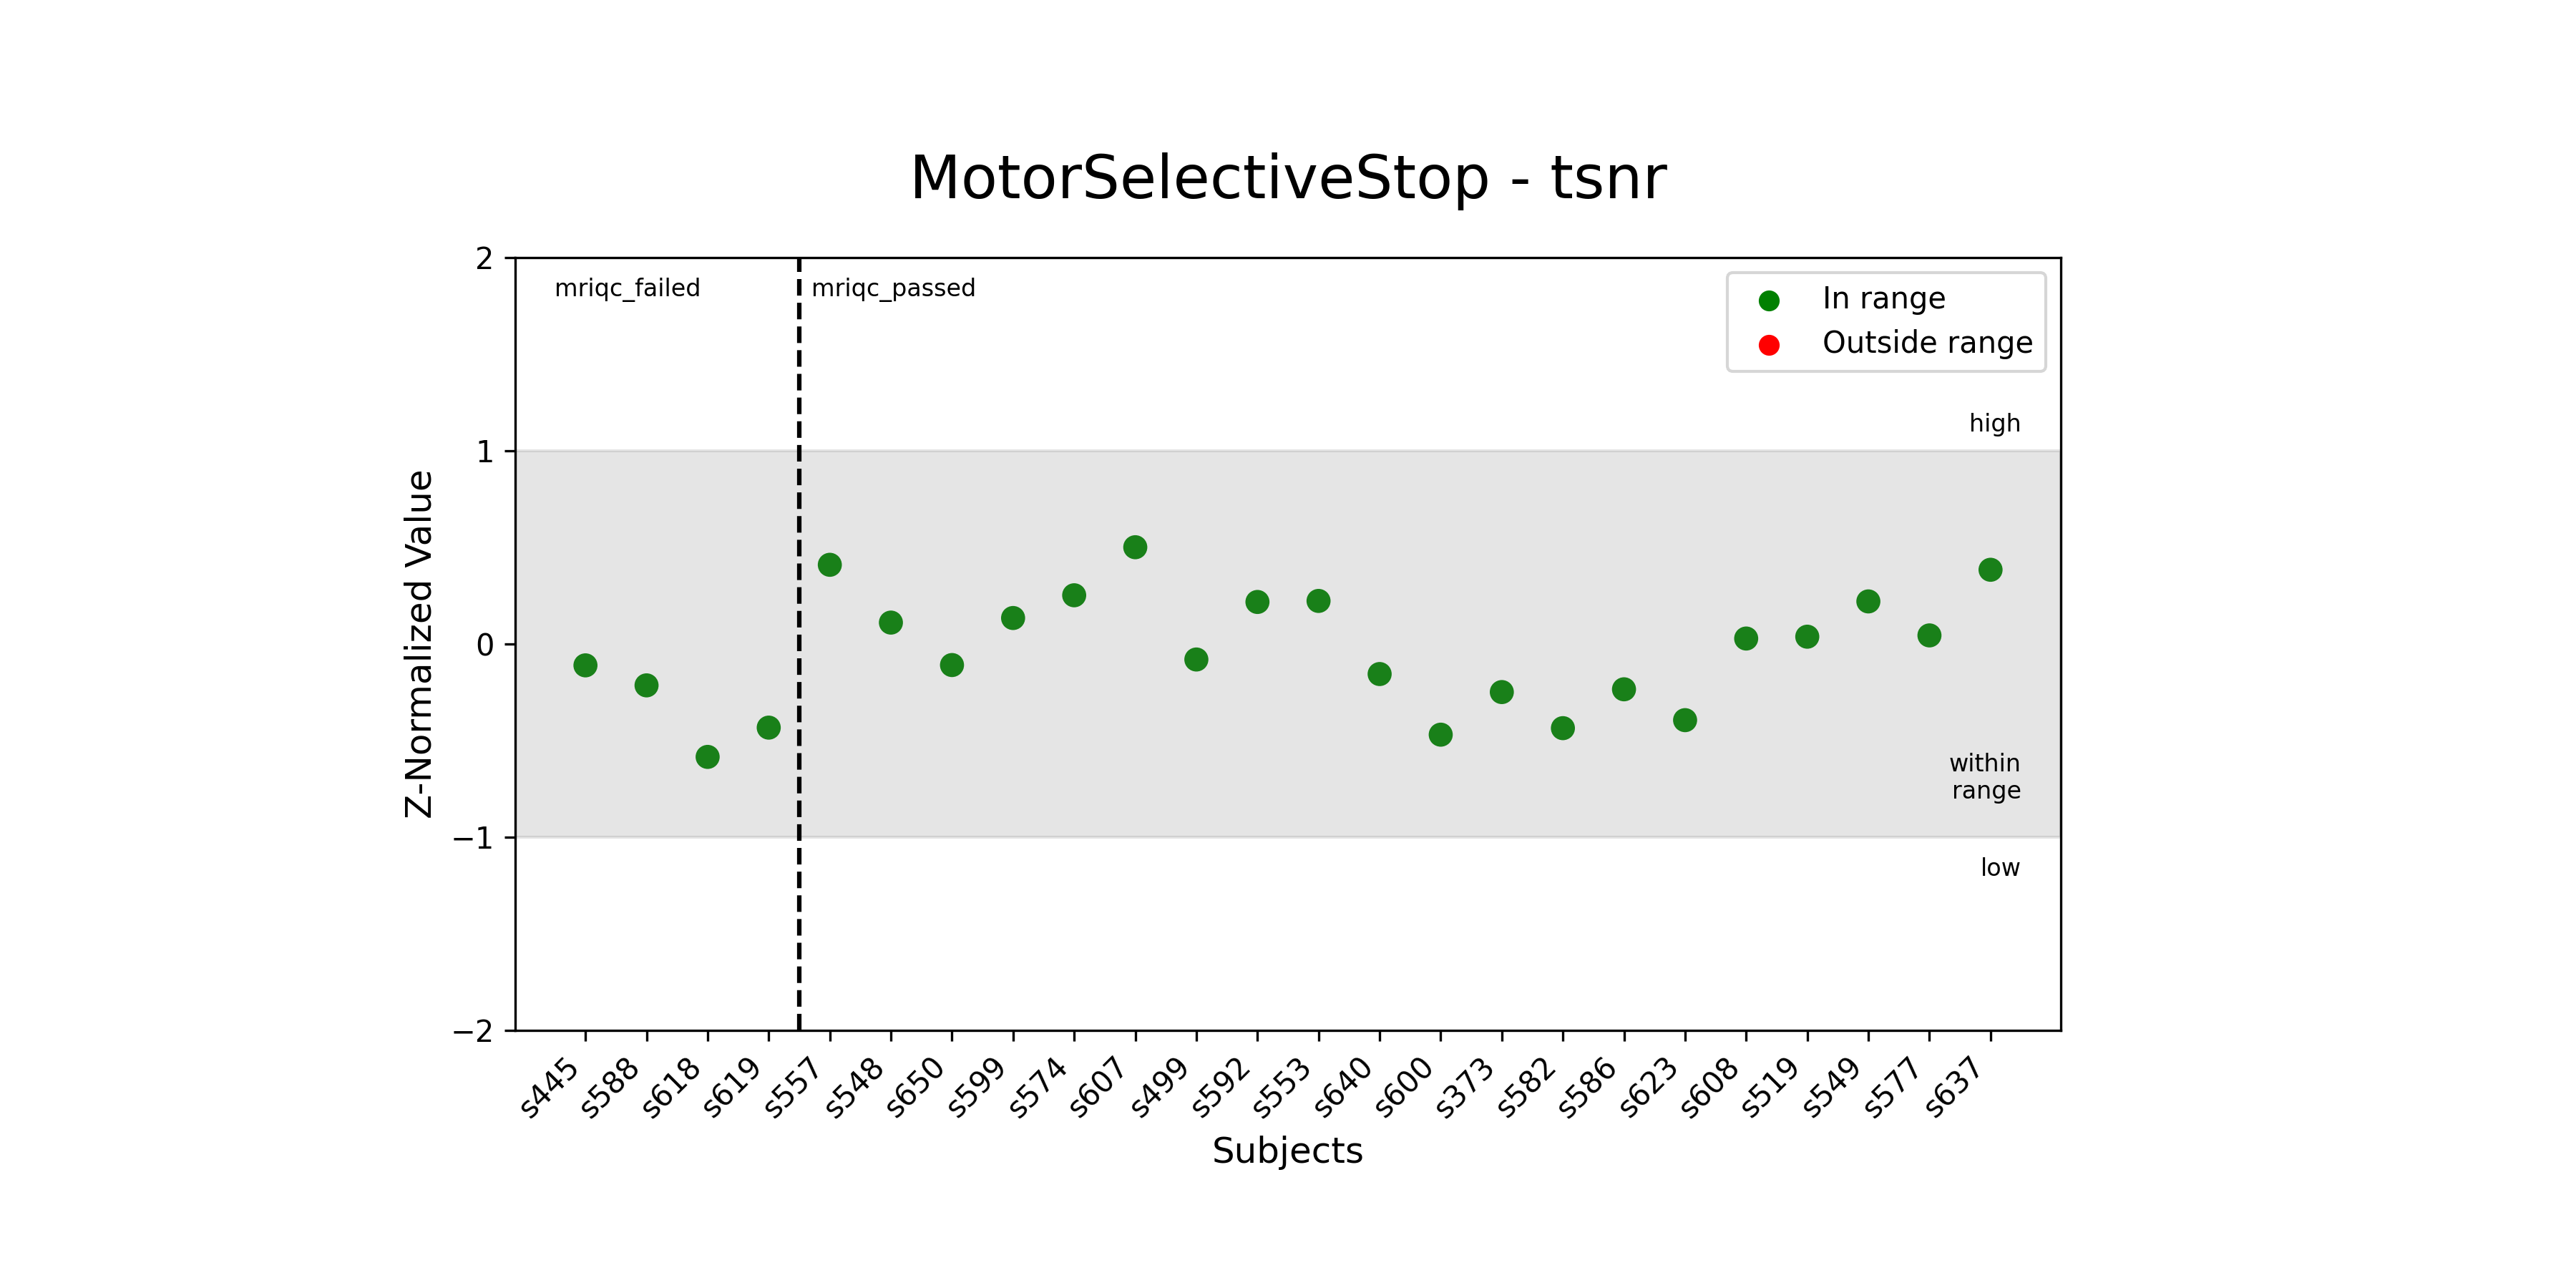 MotorSelectiveStop - tsnr
mriqc_failed
mriqc_passed
In range
Outside range
high
within
range
low
Z-Normalized Value
2
1
0
−1
−2
s445
s588
s618
s619
s557
s548
s650
s599
s574
s607
s499
s592
s553
s640
s600
s373
s582
s586
s623
s608
s519
s549
s577
s637
Subjects